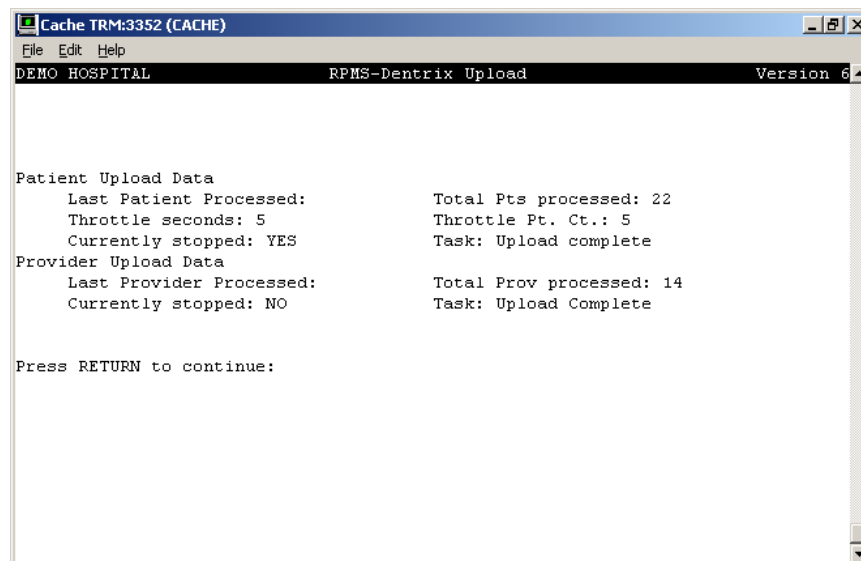 Cache TRM:3352 (CACHE)
File Edit Help
DEMO HOSPITAL RPMS-Dentrix Upload Version 6
Patient Upload Data
Last Patient Processed: Total Pts processed: 22
Throttle seconds: 5 Throttle Pt. Ct.: 5
Currently stopped: YES Task: Upload complete
Provider Upload Data
Last Provider Processed: Total Prov processed: 14
Currently stopped: NO Task: Upload Complete
Press RETURN to continue: